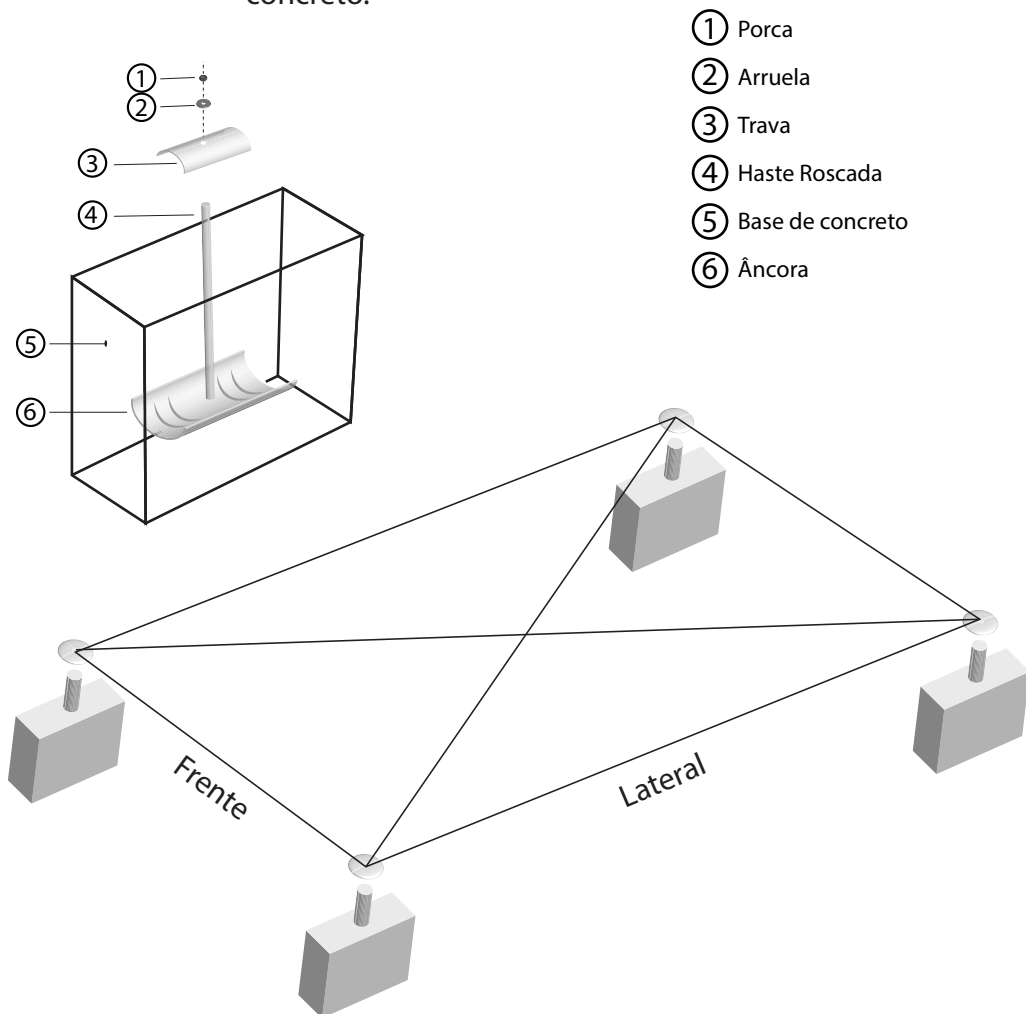 concreto.
① Porca
② Arruela
③ Trava
④ Haste Roscada
⑤ Base de concreto
⑥ Âncora
①
②
③
④
⑤
⑥
Frente
Lateral